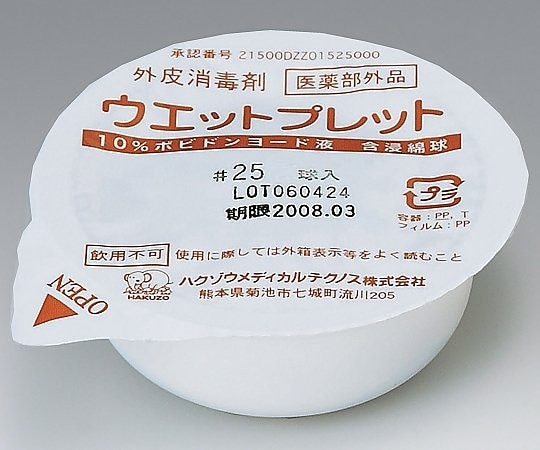 承認番号 21500DZZ01525000
外皮消毒剤 医薬部外品
ウエットプレット
10%ポビドンヨード液 含浸綿球
#25 球入
LOT060424
期限2008.03
プラ
容器:PP, T
フィルム:PP
飲用不可 使用に際しては外箱表示等をよく読むこと
HAKUZO ハクゾウメディカルテクノス株式会社
熊本県菊池市七城町流川205
OPEN